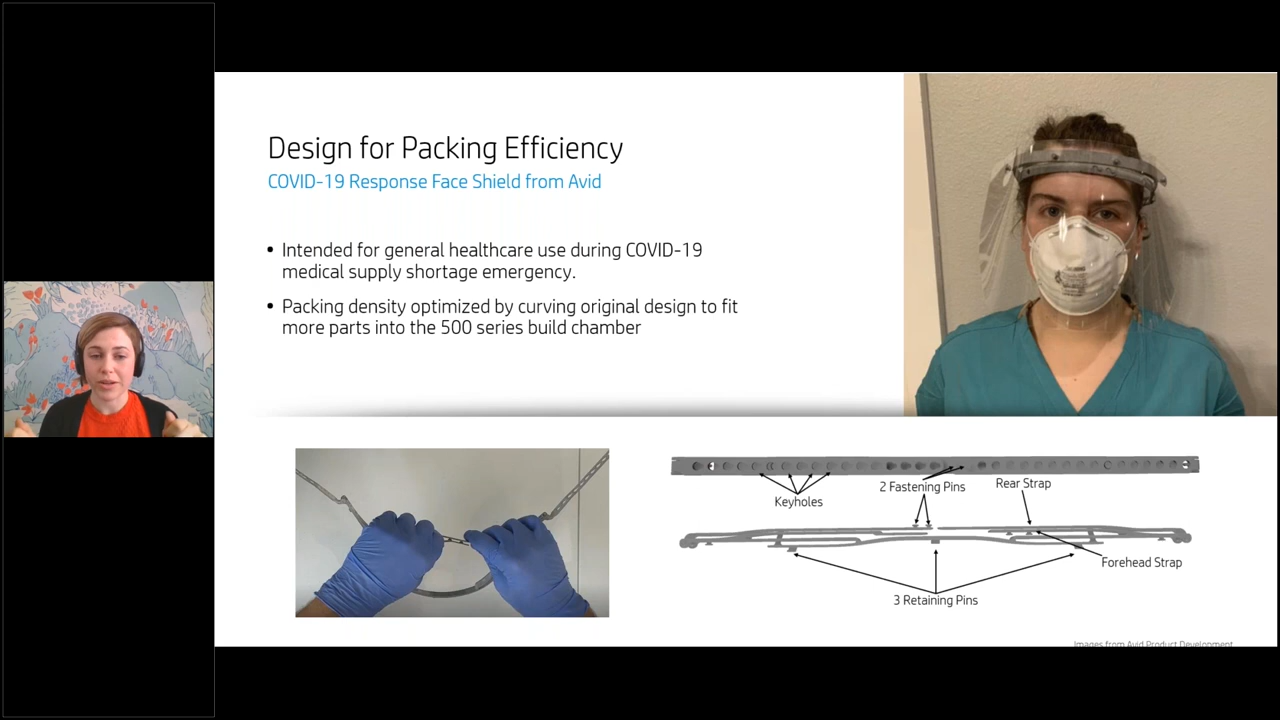 Design for Packing Efficiency
COVID-19 Response Face Shield from Avid
• Intended for general healthcare use during COVID-19
medical supply shortage emergency.
• Packing density optimized by curving original design to fit
more parts into the 500 series build chamber
Keyholes
2 Fastening Pins
Rear Strap
Forehead Strap
3 Retaining Pins
Images from Avid Product Development